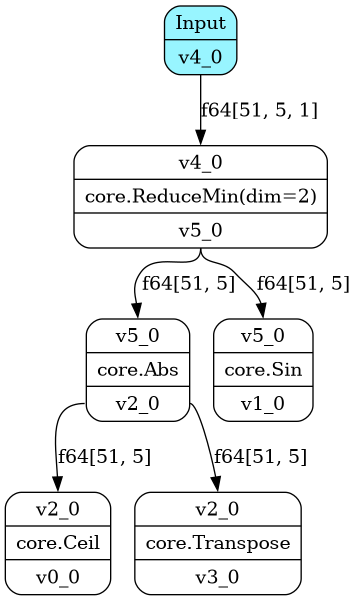 Input
v4_0
f64[51, 5, 1]
v4_0
core.ReduceMin(dim=2)
v5_0
f64[51, 5]
f64[51, 5]
v5_0
core.Abs
v2_0
v5_0
core.Sin
v1_0
f64[51, 5]
f64[51, 5]
v2_0
core.Ceil
v0_0
v2_0
core.Transpose
v3_0